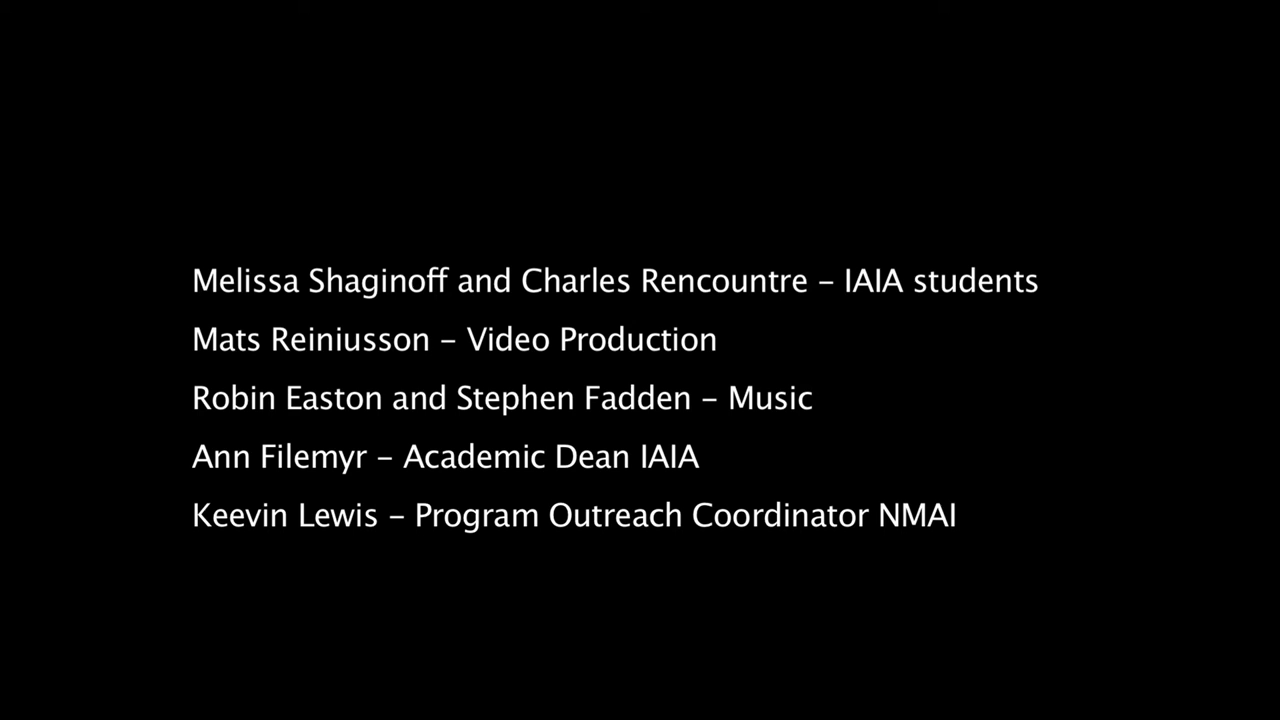 Melissa Shaginoff and Charles Rencountre – IAIA students
Mats Reiniusson – Video Production
Robin Easton and Stephen Fadden – Music
Ann Filemyr – Academic Dean IAIA
Keevin Lewis – Program Outreach Coordinator NMAI